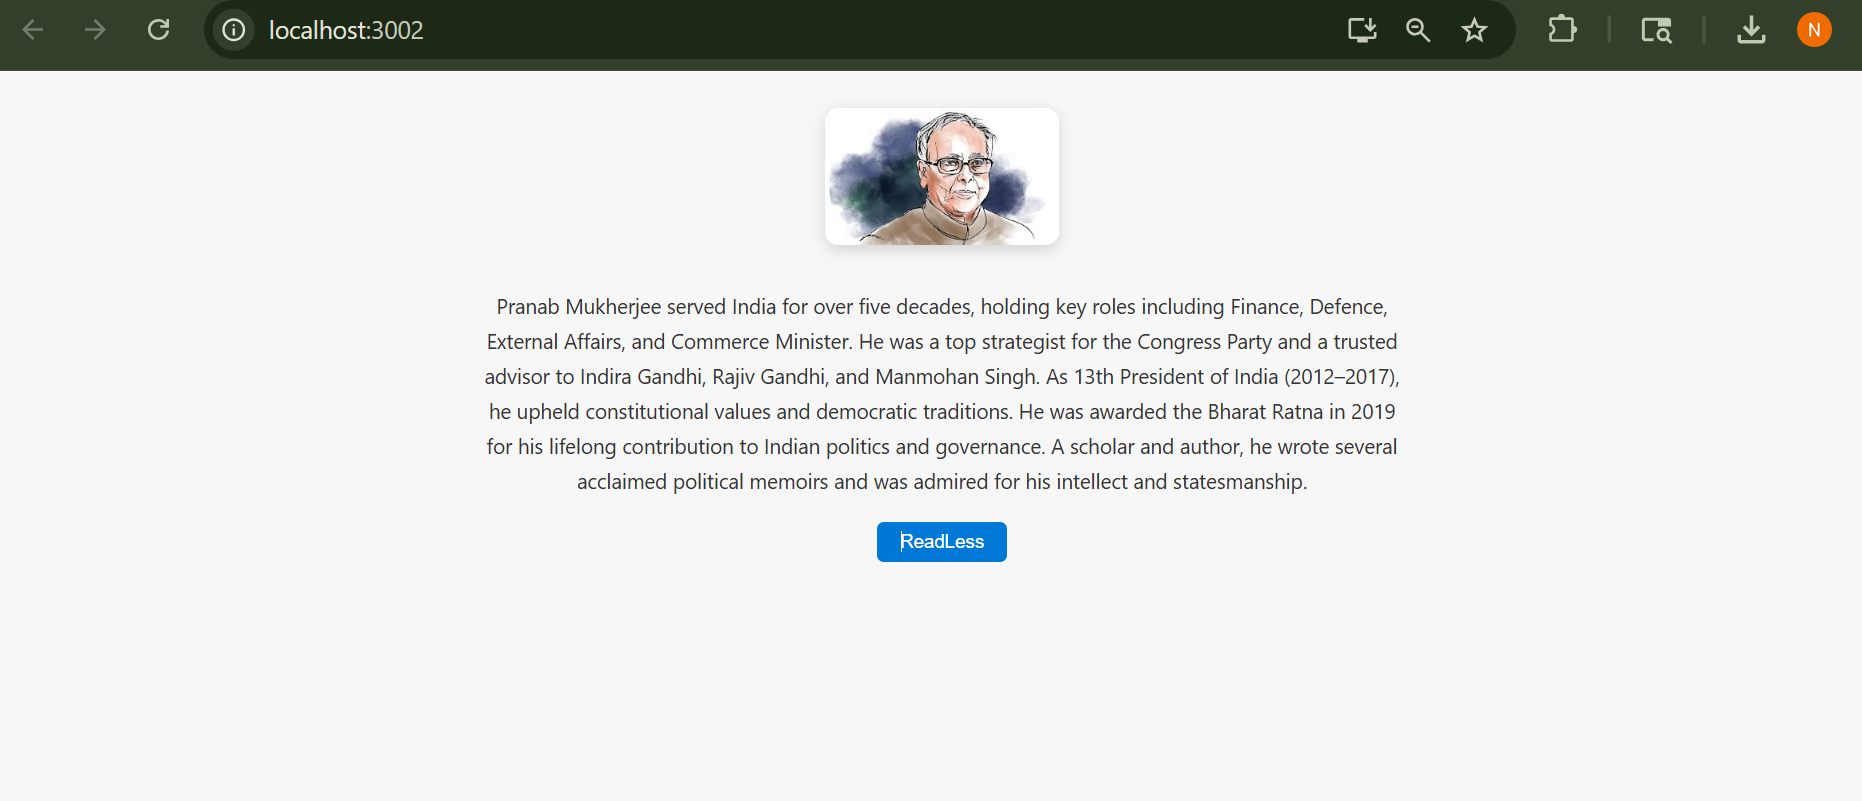 localhost:3002
N
Pranab Mukherjee served India for over five decades, holding key roles including Finance, Defence,
External Affairs, and Commerce Minister. He was a top strategist for the Congress Party and a trusted
advisor to Indira Gandhi, Rajiv Gandhi, and Manmohan Singh. As 13th President of India (2012–2017),
he upheld constitutional values and democratic traditions. He was awarded the Bharat Ratna in 2019
for his lifelong contribution to Indian politics and governance. A scholar and author, he wrote several
acclaimed political memoirs and was admired for his intellect and statesmanship.
ReadLess